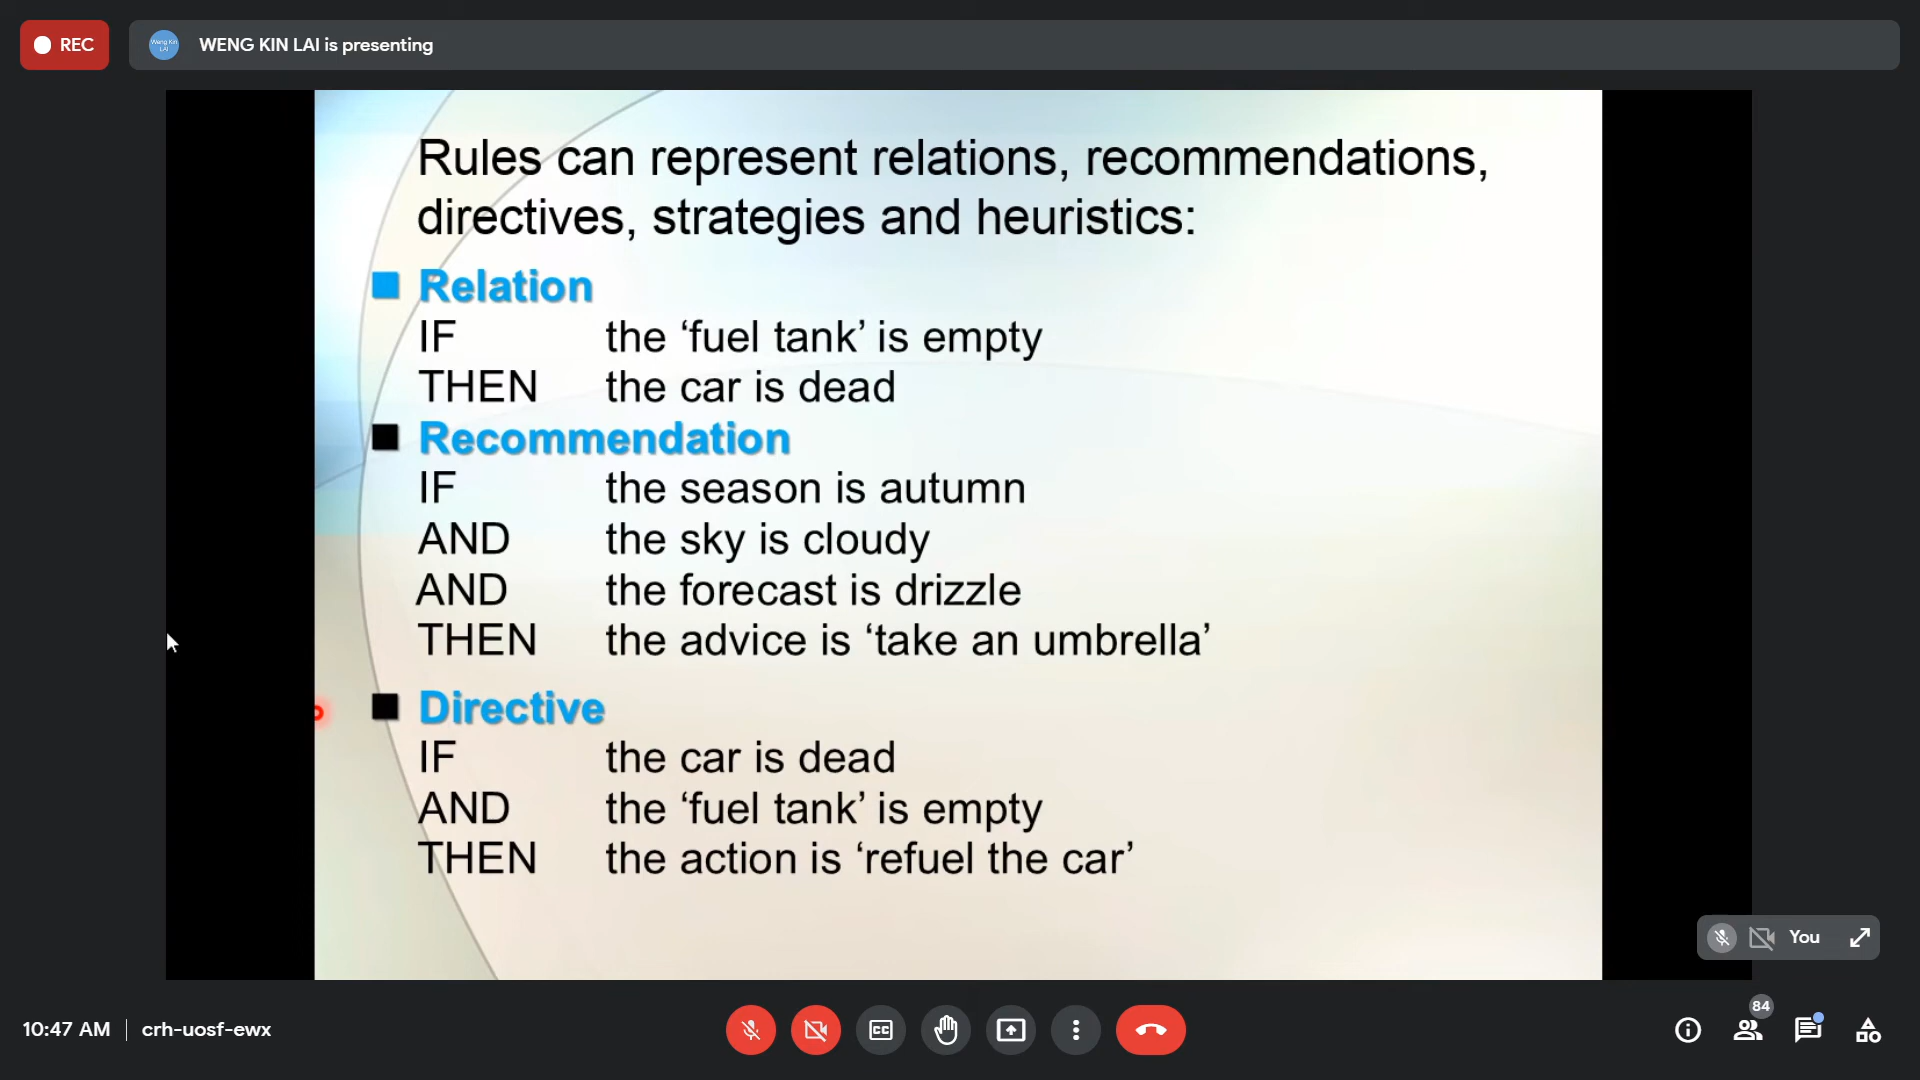 REC
Weng Kin
LAI
WENG KIN LAI is presenting
Rules can represent relations, recommendations,
directives, strategies and heuristics:
Relation
IF the ‘fuel tank’ is empty
THEN the car is dead
Recommendation
IF the season is autumn
AND the sky is cloudy
AND the forecast is drizzle
THEN the advice is ‘take an umbrella’
Directive
IF the car is dead
AND the ‘fuel tank’ is empty
THEN the action is ‘refuel the car’
You
10:47 AM | crh-uosf-ewx
CC
84